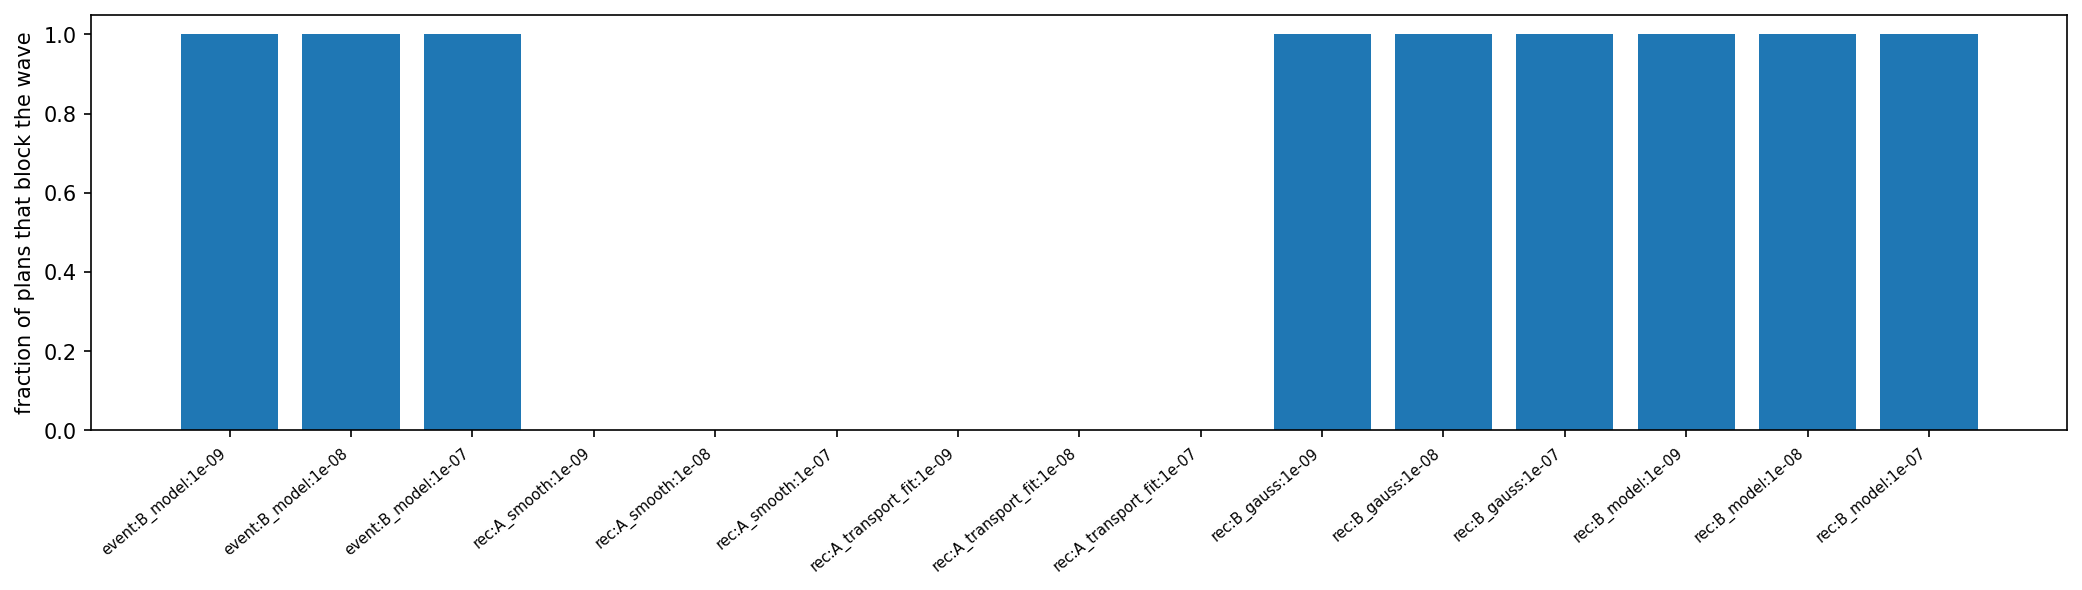 fraction of plans that block the wave
1.0
0.8
0.6
0.4
0.2
0.0
event:B_model:1e-09
event:B_model:1e-08
event:B_model:1e-07
rec:A_smooth:1e-09
rec:A_smooth:1e-08
rec:A_smooth:1e-07
rec:A_transport_fit:1e-09
rec:A_transport_fit:1e-08
rec:A_transport_fit:1e-07
rec:B_gauss:1e-09
rec:B_gauss:1e-08
rec:B_gauss:1e-07
rec:B_model:1e-09
rec:B_model:1e-08
rec:B_model:1e-07